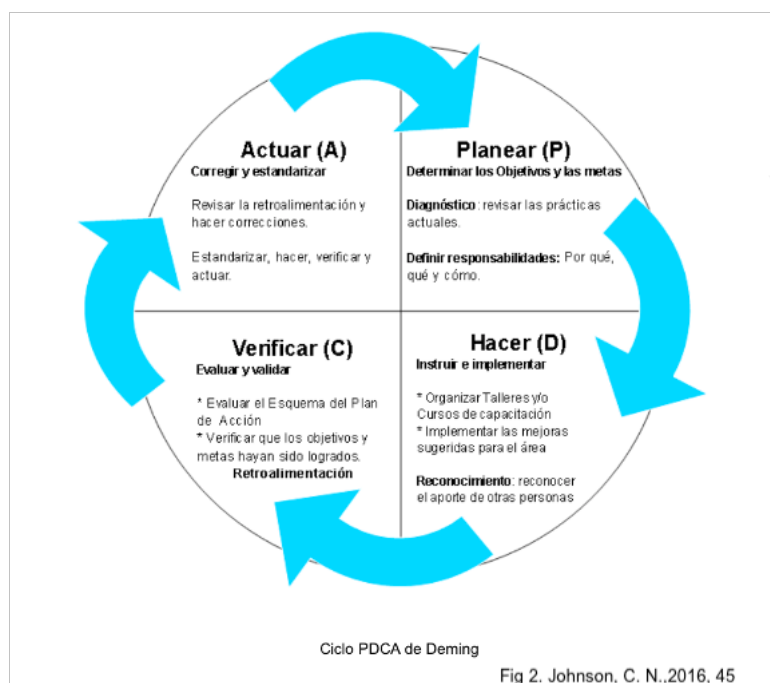 Actuar (A)
Corregir y estandarizar
Revisar la retroalimentación y
hacer correcciones.
Estandarizar, hacer, verificar y
actuar.
Planear (P)
Determinar los Objetivos y las metas
Diagnóstico: revisar las prácticas
actuales.
Definir responsabilidades: Por qué,
qué y cómo.
Verificar (C)
Evaluar y validar
* Evaluar el Esquema del Plan
de Acción
* Verificar que los objetivos y
metas hayan sido logrados.
Retroalimentación
Hacer (D)
Instruir e implementar
* Organizar Talleres y/o
Cursos de capacitación
* Implementar las mejoras
sugeridas para el área
Reconocimiento: reconocer
el aporte de otras personas
Ciclo PDCA de Deming
Fig 2. Johnson, C. N.,2016, 45